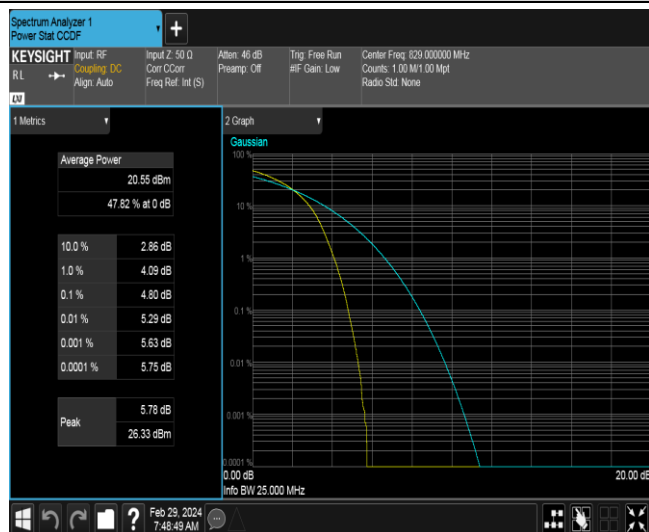 Spectrum Analyzer 1
Power Stat CCDF
+
KEYSIGHT
RL
LXI
Input: RF
Coupling: DC
Align: Auto
Input Z: 50 Ω
Corr CCorr
Freq Ref: Int (S)
Atten: 46 dB
Preamp: Off
Trig: Free Run
#IF Gain: Low
Center Freq: 829.000000 MHz
Counts: 1.00 M/1.00 Mpt
Radio Std: None
1 Metrics
Average Power
20.55 dBm
47.82 % at 0 dB
10.0 % 2.86 dB
1.0 % 4.09 dB
0.1 % 4.80 dB
0.01 % 5.29 dB
0.001 % 5.63 dB
0.0001 % 5.75 dB
Peak
5.78 dB
26.33 dBm
2 Graph
Gaussian
100 %
10 %
1 %
0.1 %
0.01 %
0.001 %
0.0001 %
0.00 dB 20.00 dB
Info BW 25.000 MHz
?
Feb 29, 2024
7:48:49 AM